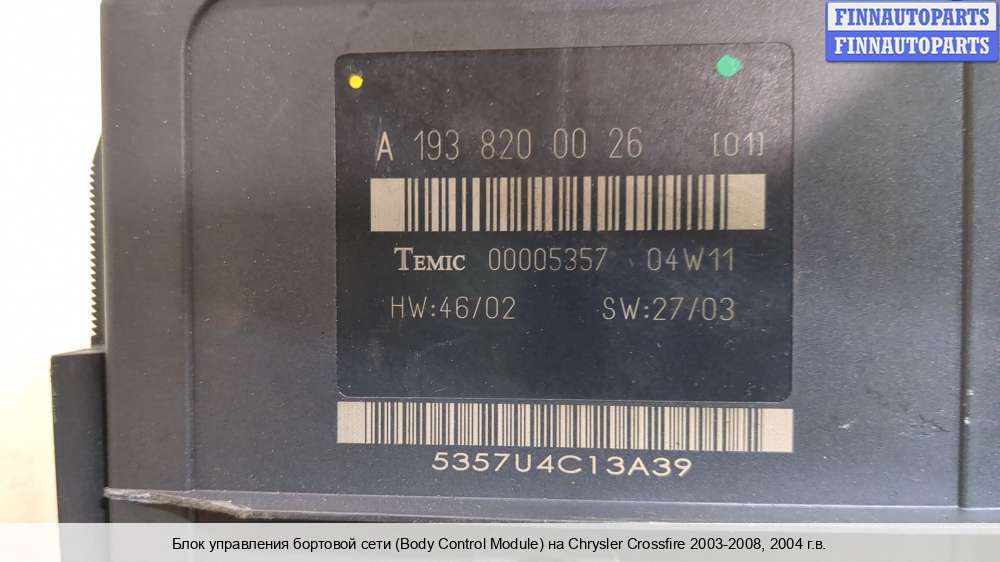 FINNAUTOPARTS
FINNAUTOPARTS
A 193 820 00 26 [01]
TEMIC 00005357 04W11
HW:46/02 SW:27/03
5357U4C13A39
Блок управления бортовой сети (Body Control Module) на Chrysler Crossfire 2003-2008, 2004 г.в.